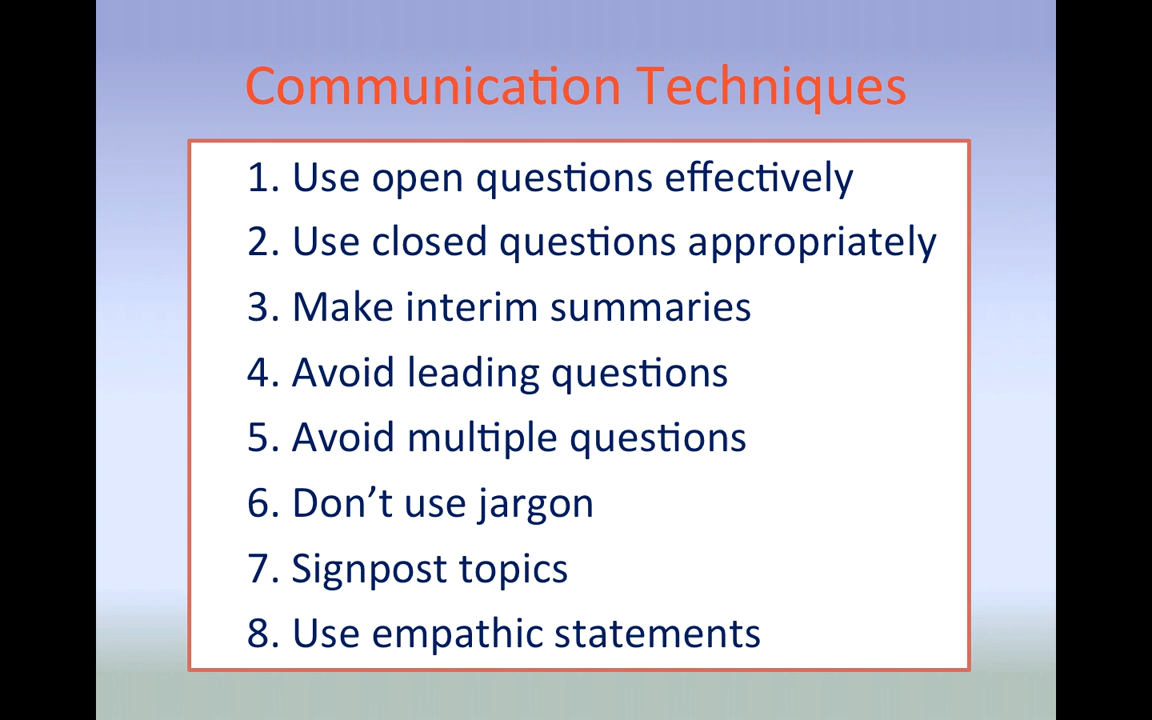 Communication Techniques
1. Use open questions effectively
2. Use closed questions appropriately
3. Make interim summaries
4. Avoid leading questions
5. Avoid multiple questions
6. Don’t use jargon
7. Signpost topics
8. Use empathic statements